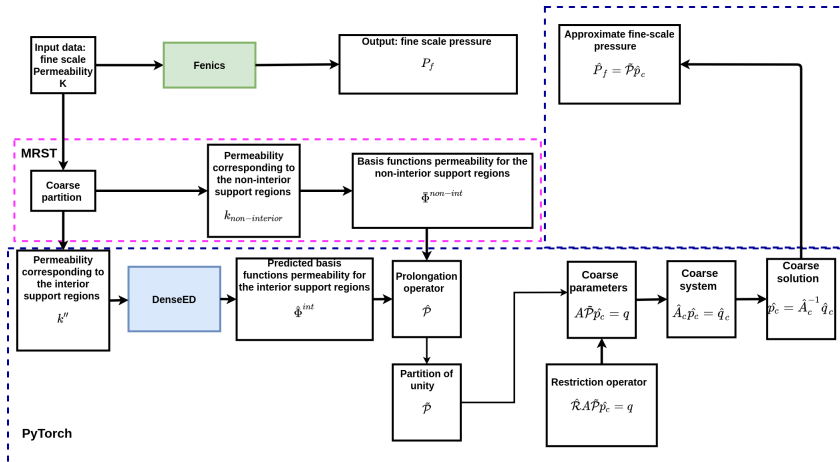 Input data:
fine scale
Permeability
K
Fenics
Output: fine scale pressure
P_f
Approximate fine-scale
pressure
P̂_f = P̃p̂_c
MRST
Coarse
partition
Permeability
corresponding to
the non-interior
support regions
k_{non-interior}
Basis functions permeability for the
non-interior support regions
Φ̄^{non-int}
Permeability
corresponding to
the interior
support regions
k''
DenseED
Predicted basis
functions permeability for
the interior support regions
Φ̂^{int}
Prolongation
operator
P̂
Partition of
unity
P̃
Coarse
parameters
AP̃p̂_c = q
Coarse
system
Â_c p̂_c = q̂_c
Coarse
solution
p̂_c = Â_c^{-1} q̂_c
Restriction operator
R̂AP̃p̂_c = q
PyTorch